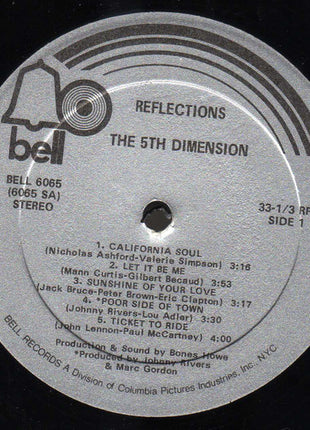 REFLECTIONS
THE 5TH DIMENSION
bell
BELL 6065
(6065 SA)
STEREO
33-1/3 RP
SIDE 1
1. CALIFORNIA SOUL
(Nicholas Ashford-Valerie Simpson) 3:16
2. LET IT BE ME
(Mann Curtis-Gilbert Becaud) 3:53
3. SUNSHINE OF YOUR LOVE
(Jack Bruce-Peter Brown-Eric Clapton) 3:17
4. *POOR SIDE OF TOWN
(Johnny Rivers-Lou Adler) 3:30
5. TICKET TO RIDE
(John Lennon-Paul McCartney) 4:00
Production & Sound by Bones Howe
*Produced by Johnny Rivers
& Marc Gordon
BELL RECORDS A Division of Columbia Pictures Industries, Inc., NYC